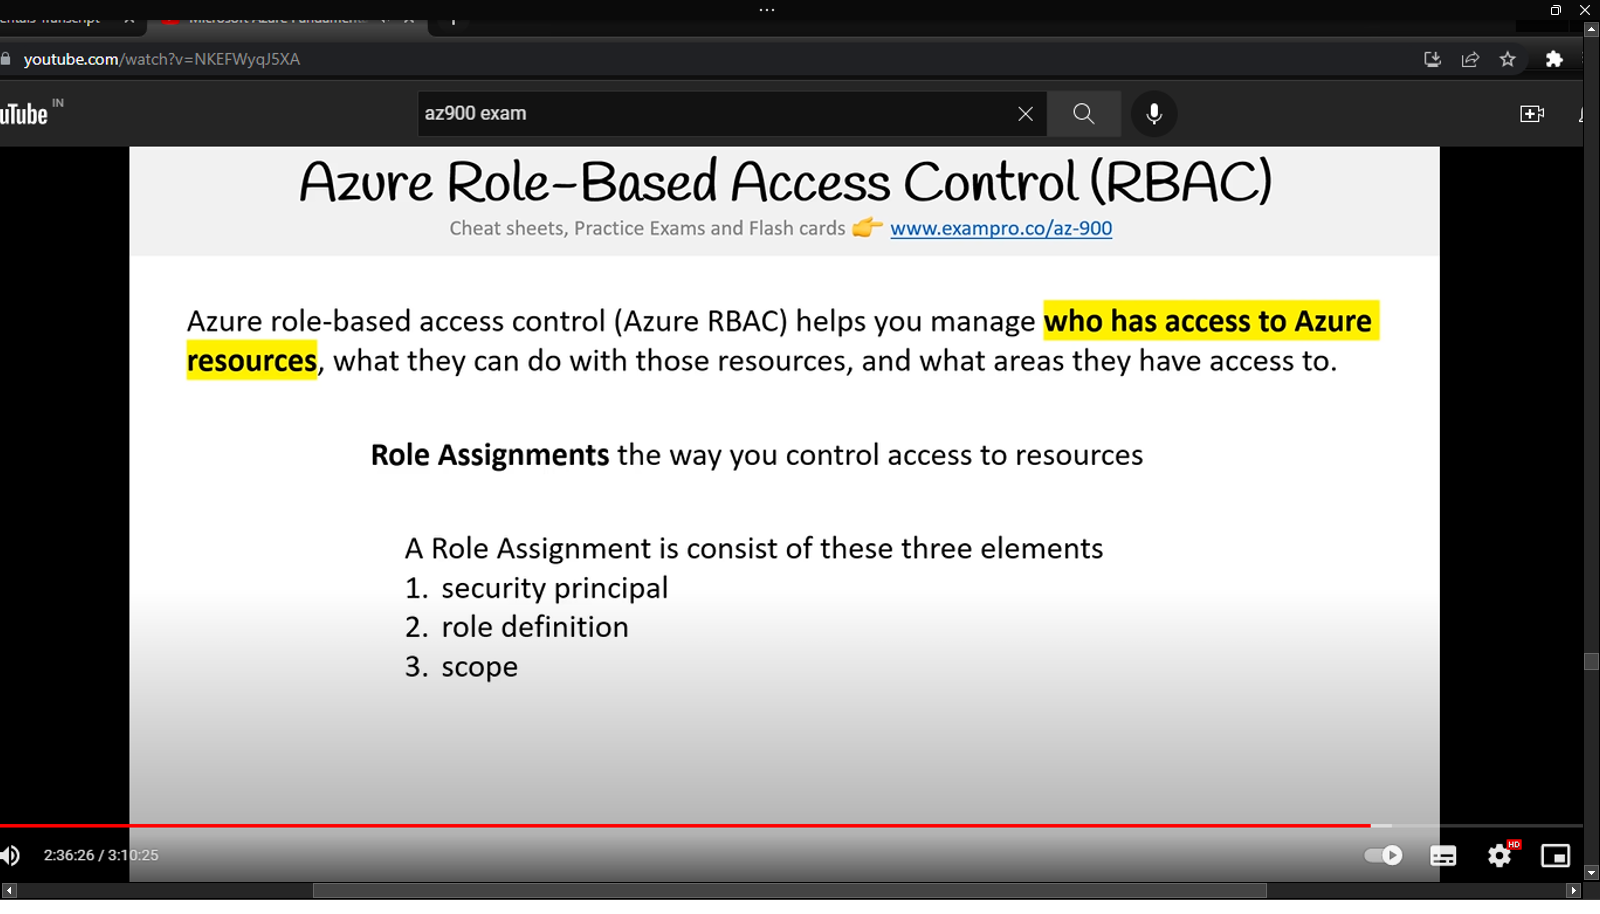 youtube.com/watch?v=NKEFWyqJ5XA
uTube IN
az900 exam
Azure Role-Based Access Control (RBAC)
Cheat sheets, Practice Exams and Flash cards 👉 www.exampro.co/az-900
Azure role-based access control (Azure RBAC) helps you manage who has access to Azure
resources, what they can do with those resources, and what areas they have access to.
Role Assignments the way you control access to resources
A Role Assignment is consist of these three elements
1. security principal
2. role definition
3. scope
2:36:26 / 3:10:25
HD